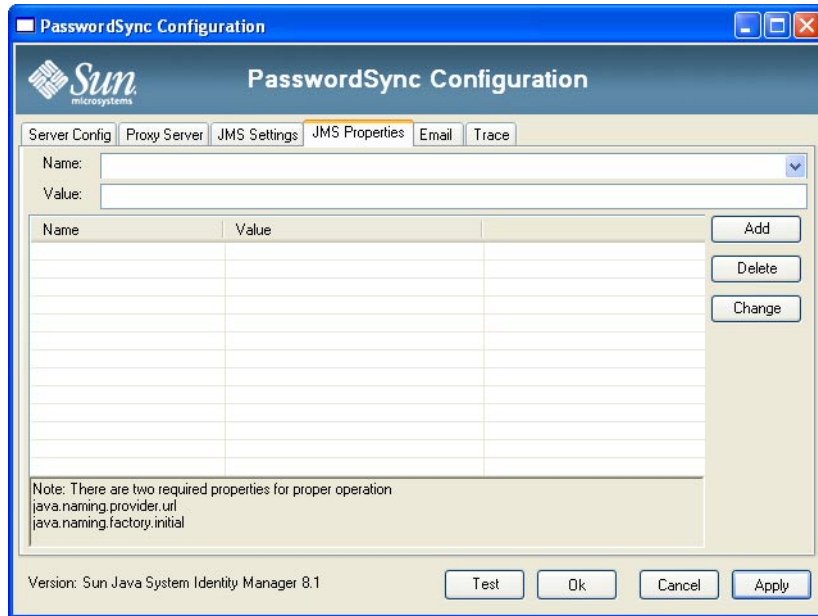 PasswordSync Configuration
Sun
microsystems
PasswordSync Configuration
Server Config Proxy Server JMS Settings JMS Properties Email Trace
Name:
Value:
Name Value
Add
Delete
Change
Note: There are two required properties for proper operation
java.naming.provider.url
java.naming.factory.initial
Version: Sun Java System Identity Manager 8.1 Test Ok Cancel Apply